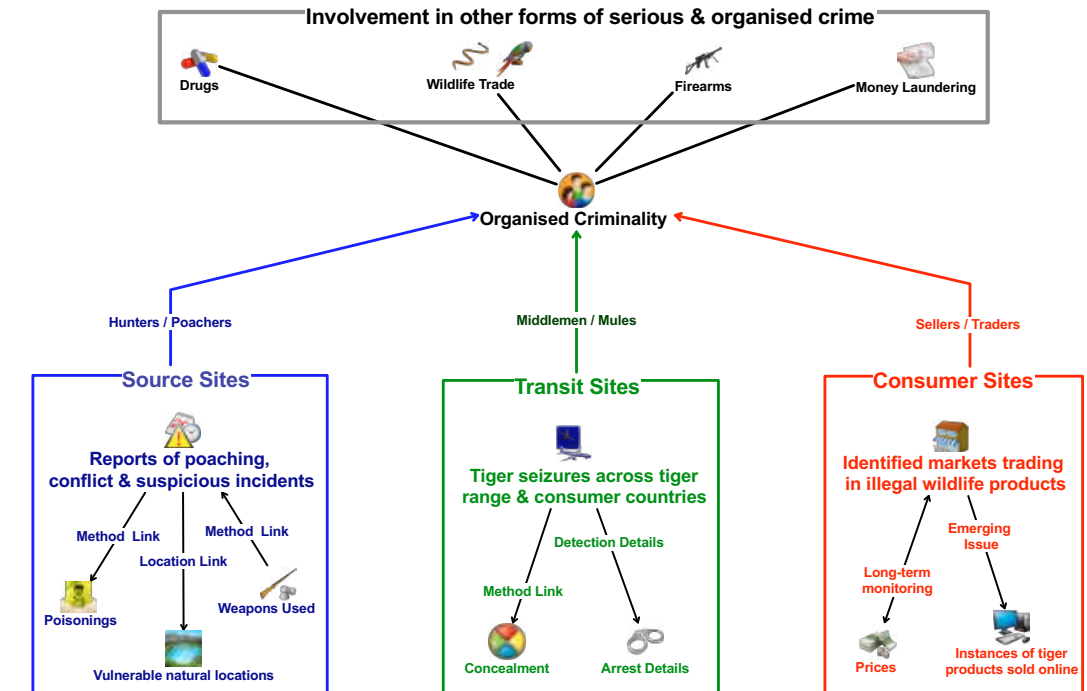 Involvement in other forms of serious & organised crime
Drugs
Wildlife Trade
Firearms
Money Laundering
Organised Criminality
Hunters / Poachers
Middlemen / Mules
Sellers / Traders
Source Sites
Reports of poaching,
conflict & suspicious incidents
Method Link
Method Link
Location Link
Poisonings
Weapons Used
Vulnerable natural locations
Transit Sites
Tiger seizures across tiger
range & consumer countries
Detection Details
Method Link
Concealment
Arrest Details
Consumer Sites
Identified markets trading
in illegal wildlife products
Emerging
Issue
Long-term
monitoring
Prices
Instances of tiger
products sold online